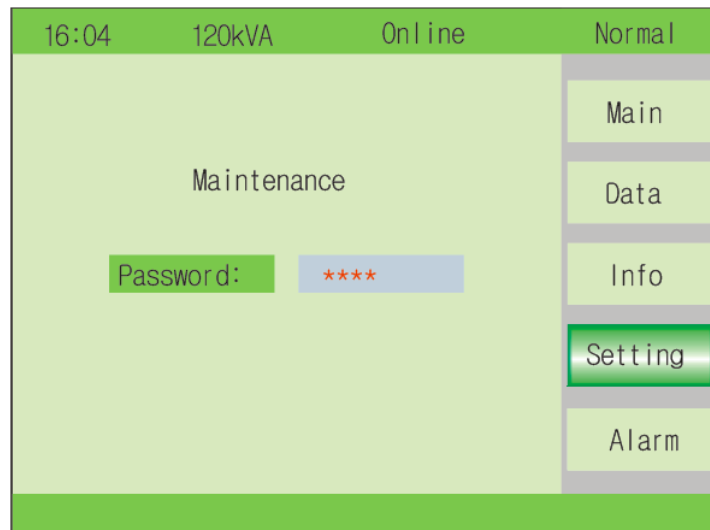 16:04 120kVA Online Normal
Main
Maintenance
Data
Password: ****
Info
Setting
Alarm